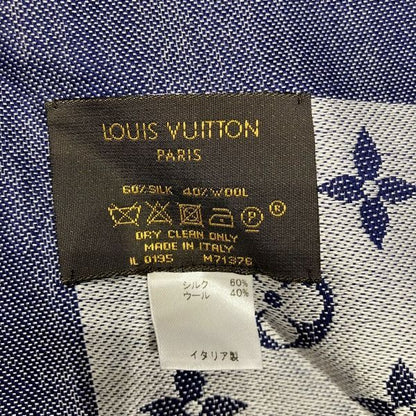 LOUIS VUITTON
PARIS
60%SILK 40%WOOL
P ®
DRY CLEAN ONLY
MADE IN ITALY
IL 0195 M71376
シルク 60%
ウール 40%
イタリア製